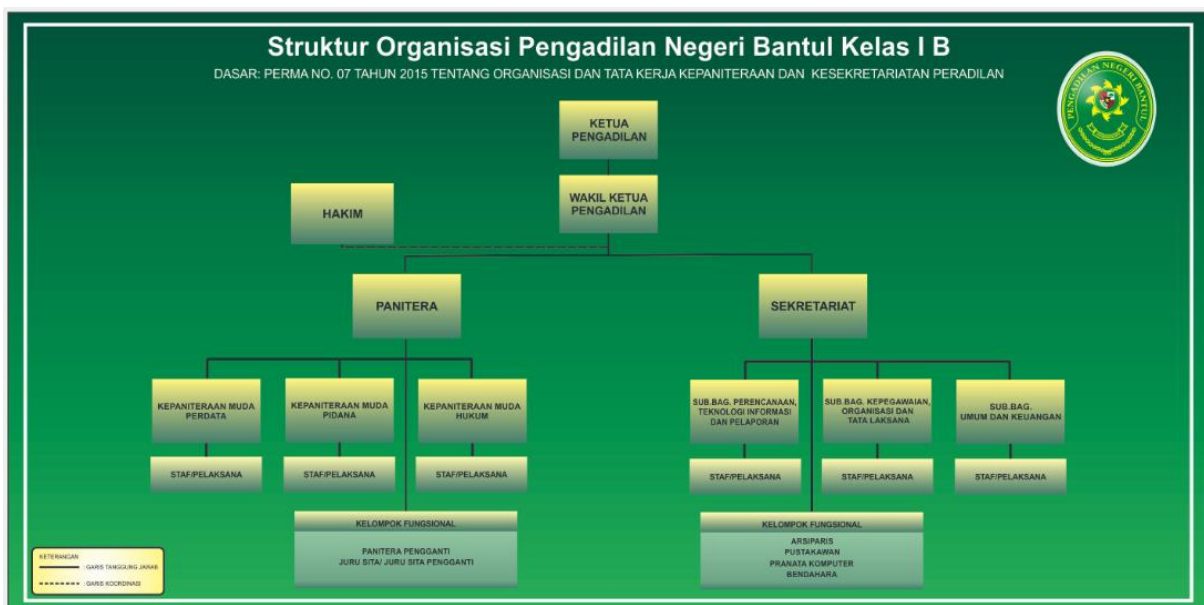 Struktur Organisasi Pengadilan Negeri Bantul Kelas I B
DASAR: PERMA NO. 07 TAHUN 2015 TENTANG ORGANISASI DAN TATA KERJA KEPANITERAAN DAN KESEKRETARIATAN PERADILAN
PENGADILAN NEGERI BANTUL
KETUA
PENGADILAN
WAKIL KETUA
PENGADILAN
HAKIM
PANITERA
SEKRETARIAT
KEPANITERAAN MUDA
PERDATA
KEPANITERAAN MUDA
PIDANA
KEPANITERAAN MUDA
HUKUM
SUB.BAG. PERENCANAAN,
TEKNOLOGI INFORMASI
DAN PELAPORAN
SUB.BAG. KEPEGAWAIAN,
ORGANISASI DAN
TATA LAKSANA
SUB.BAG.
UMUM DAN KEUANGAN
STAF/PELAKSANA
STAF/PELAKSANA
STAF/PELAKSANA
STAF/PELAKSANA
STAF/PELAKSANA
STAF/PELAKSANA
KELOMPOK FUNGSIONAL
PANITERA PENGGANTI
JURU SITA/ JURU SITA PENGGANTI
KELOMPOK FUNGSIONAL
ARSIPARIS
PUSTAKAWAN
PRANATA KOMPUTER
BENDAHARA
KETERANGAN
: GARIS TANGGUNG JAWAB
: GARIS KOORDINASI